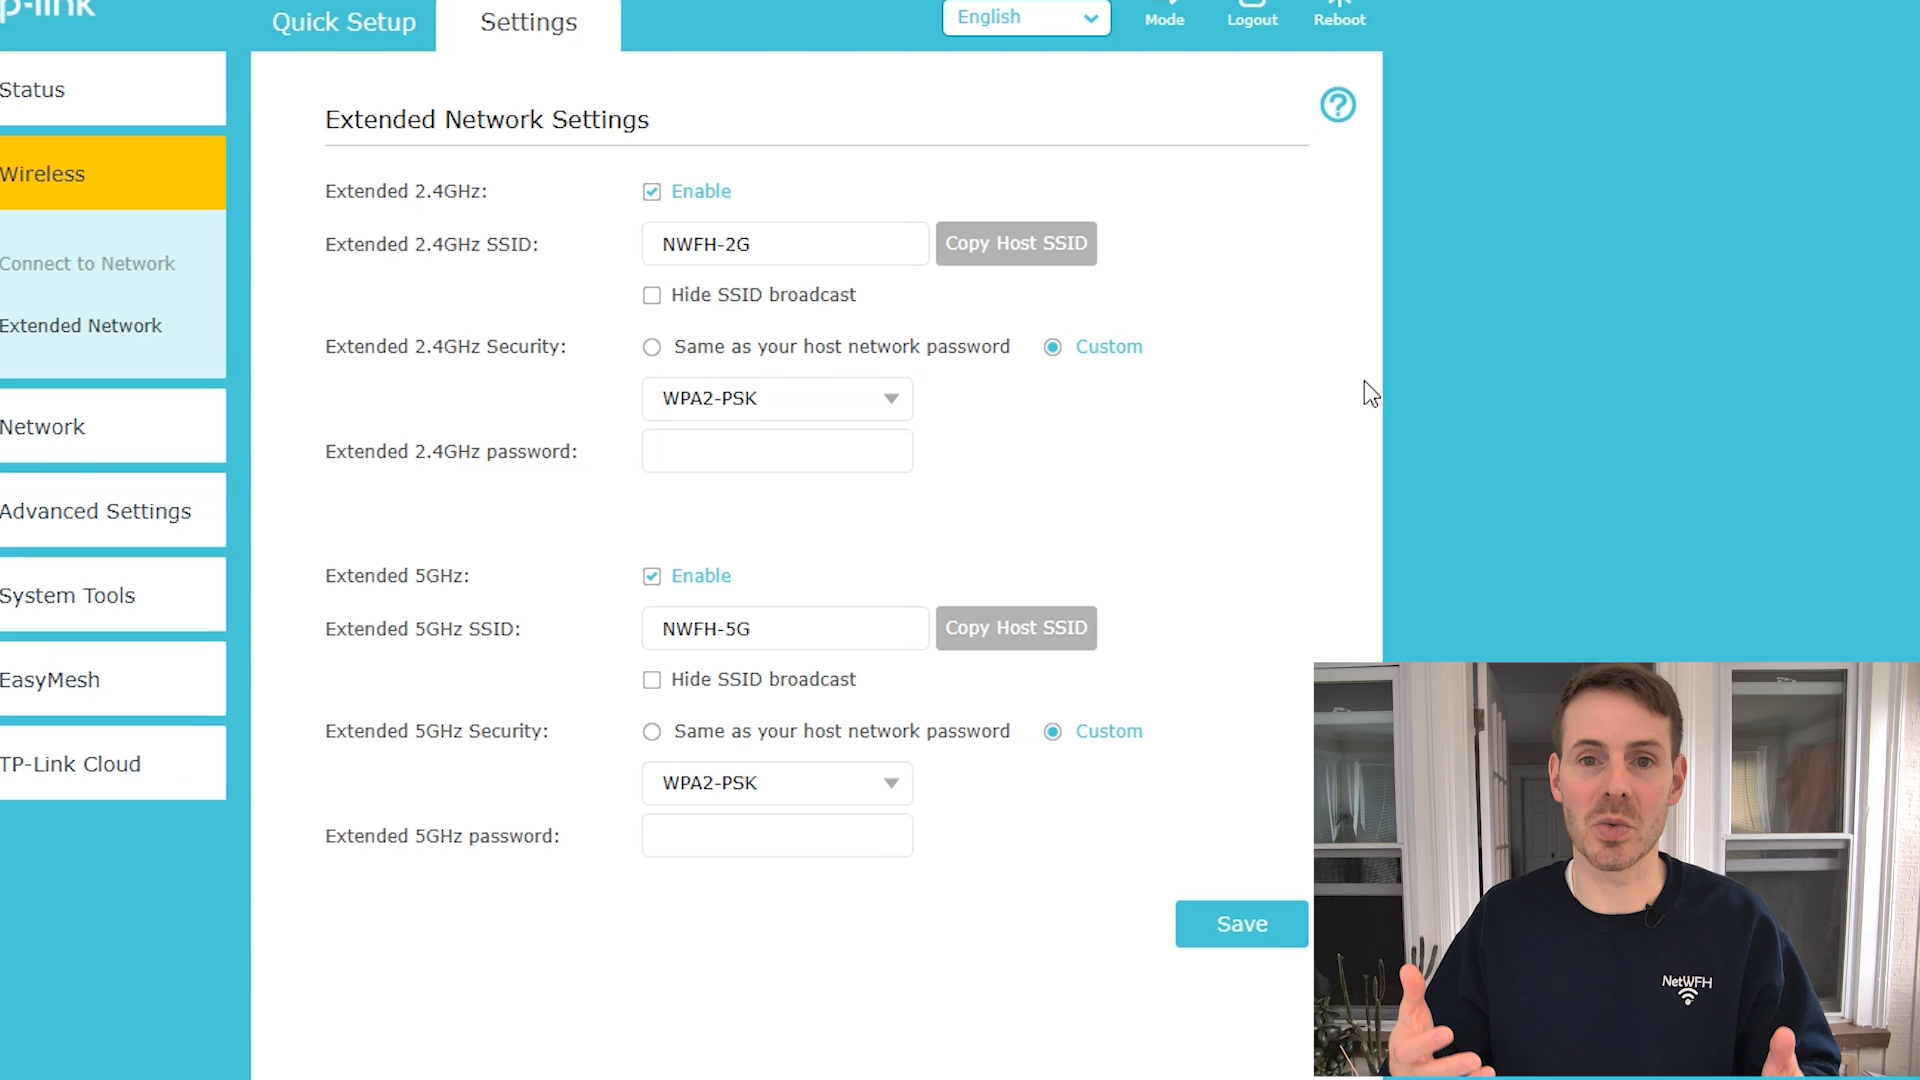 p-link
Quick Setup
Settings
English
Mode
Logout
Reboot
Status
Wireless
Connect to Network
Extended Network
Network
Advanced Settings
System Tools
EasyMesh
TP-Link Cloud
Extended Network Settings
?
Extended 2.4GHz:
Enable
Extended 2.4GHz SSID:
NWFH-2G
Copy Host SSID
Hide SSID broadcast
Extended 2.4GHz Security:
Same as your host network password
Custom
WPA2-PSK
Extended 2.4GHz password:
Extended 5GHz:
Enable
Extended 5GHz SSID:
NWFH-5G
Copy Host SSID
Hide SSID broadcast
Extended 5GHz Security:
Same as your host network password
Custom
WPA2-PSK
Extended 5GHz password:
Save
NetWFH